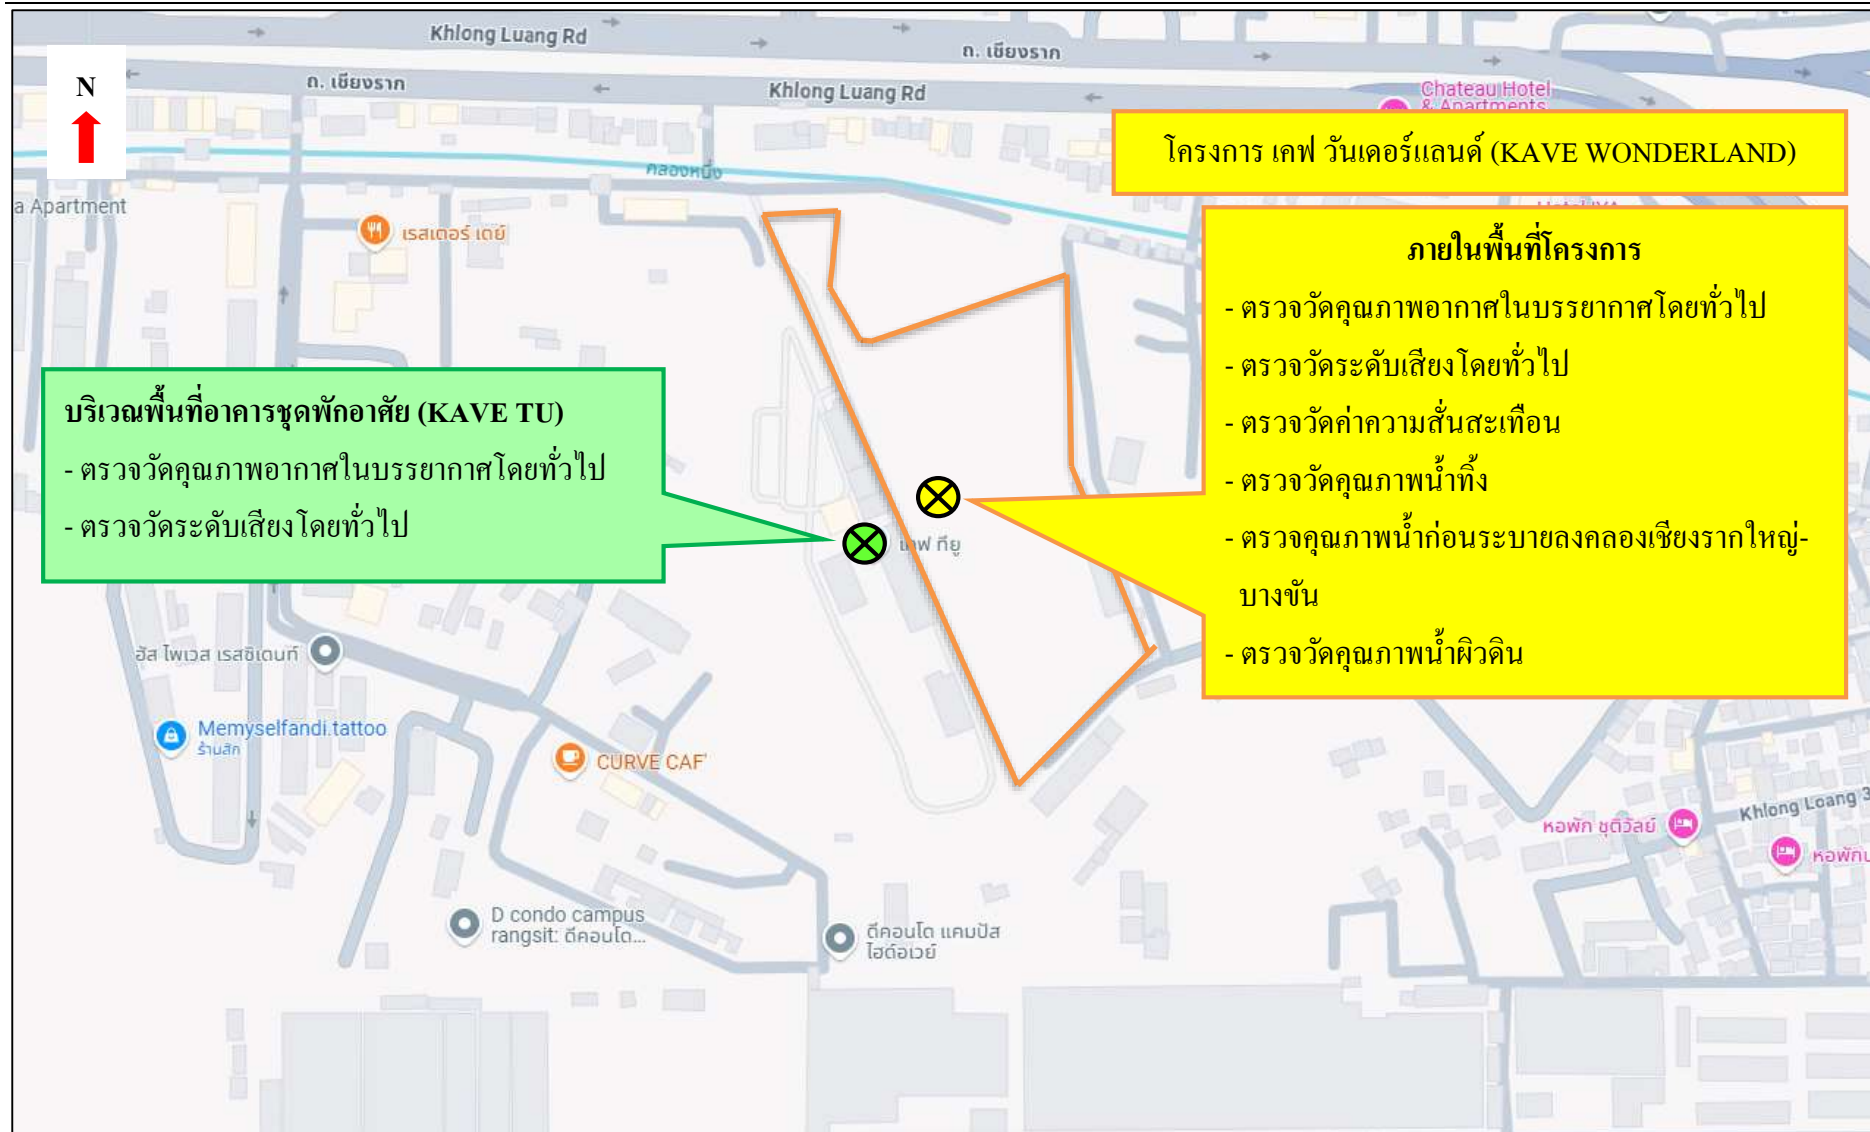 Khlong Luang Rd
ถ. เชียงราก
N
ถ. เชียงราก
Khlong Luang Rd
Chateau Hotel
& Apartments
โครงการ เคฟ วันเดอร์แลนด์ (KAVE WONDERLAND)
คลองหนึ่ง
a Apartment
เรสเตอร์ เดย์
ภายในพื้นที่โครงการ
- ตรวจวัดคุณภาพอากาศในบรรยากาศโดยทั่วไป
- ตรวจวัดระดับเสียงโดยทั่วไป
- ตรวจวัดค่าความสั่นสะเทือน
- ตรวจวัดคุณภาพน้ำทิ้ง
- ตรวจคุณภาพน้ำก่อนระบายลงคลองเชียงรากใหญ่-
บางขัน
- ตรวจวัดคุณภาพน้ำผิวดิน
บริเวณพื้นที่อาคารชุดพักอาศัย (KAVE TU)
- ตรวจวัดคุณภาพอากาศในบรรยากาศโดยทั่วไป
- ตรวจวัดระดับเสียงโดยทั่วไป
เคฟ ทียู
ฮัส ไพเวส เรสซิเดนท์
Memyselfandi.tattoo
ร้านสัก
CURVE CAF'
หอพัก ชุติวัลย์
Khlong Loang 3
หอพัก
D condo campus
rangsit: ดีคอนโด...
ดีคอนโด แคมปัส
ไฮด์อเวย์